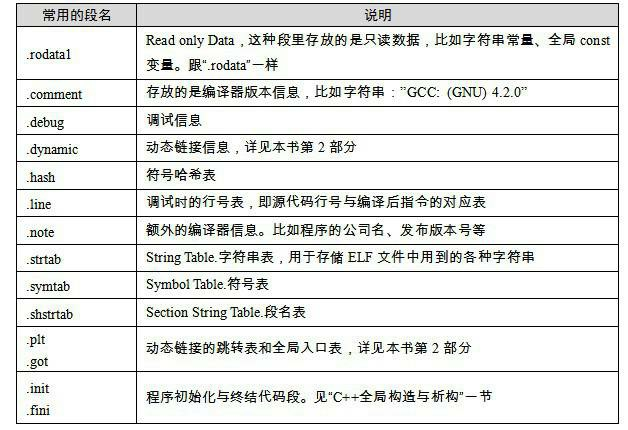 常用的段名 说明
.rodata1 Read only Data，这种段里存放的是只读数据，比如字符串常量、全局 const
变量。跟“.rodata”一样
.comment 存放的是编译器版本信息，比如字符串：”GCC: (GNU) 4.2.0”
.debug 调试信息
.dynamic 动态链接信息，详见本书第 2 部分
.hash 符号哈希表
.line 调试时的行号表，即源代码行号与编译后指令的对应表
.note 额外的编译器信息。比如程序的公司名、发布版本号等
.strtab String Table.字符串表，用于存储 ELF 文件中用到的各种字符串
.symtab Symbol Table.符号表
.shstrtab Section String Table.段名表
.plt
.got
动态链接的跳转表和全局入口表，详见本书第 2 部分
.init
.fini
程序初始化与终结代码段。见“C++全局构造与析构”一节